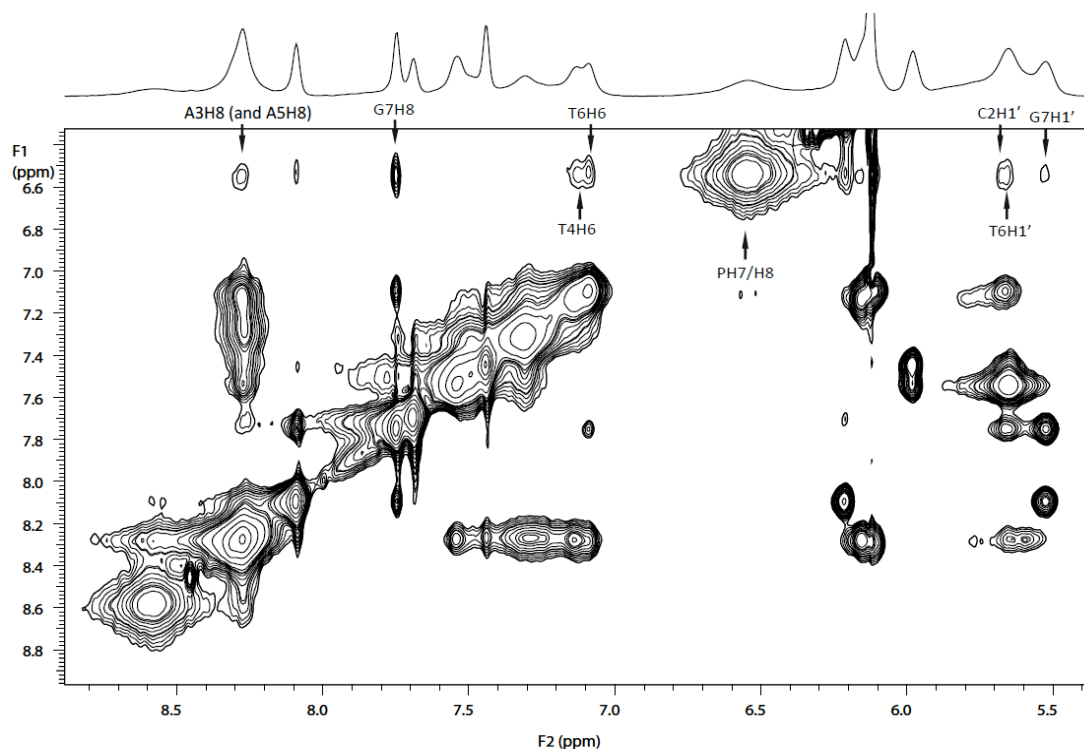 A3H8 (and A5H8)
G7H8
T6H6
C2H1′
G7H1′
F1
(ppm)
6.6
T4H6
T6H1′
6.8
PH7/H8
7.0
7.2
7.4
7.6
7.8
8.0
8.2
8.4
8.6
8.8
8.5
8.0
7.5
7.0
6.5
6.0
5.5
F2 (ppm)